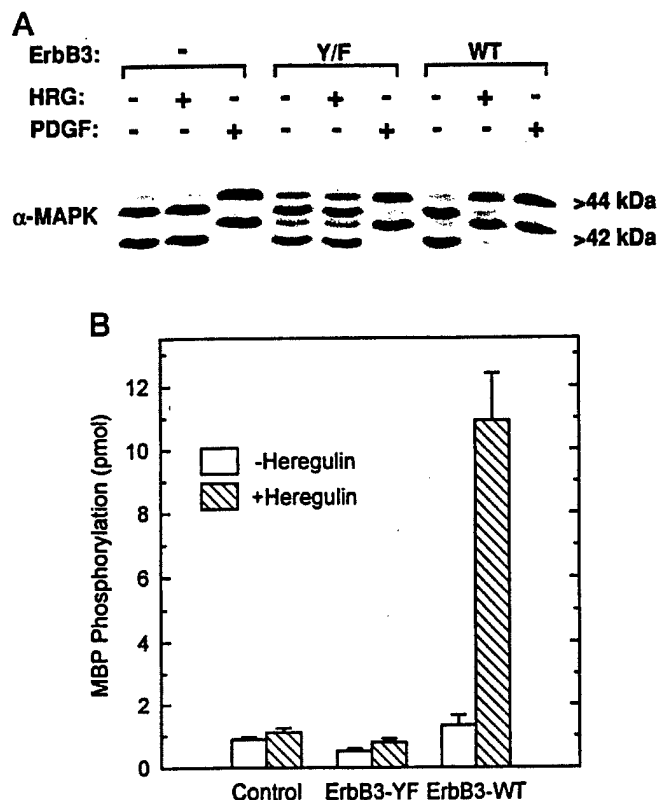 A
ErbB3: - Y/F WT
HRG: - + - - + - - + -
PDGF: - - + - - + - - +
α-MAPK
>44 kDa
>42 kDa
B
MBP Phosphorylation (pmol)
12
10
8
6
4
2
0
-Heregulin
+Heregulin
Control ErbB3-YF ErbB3-WT